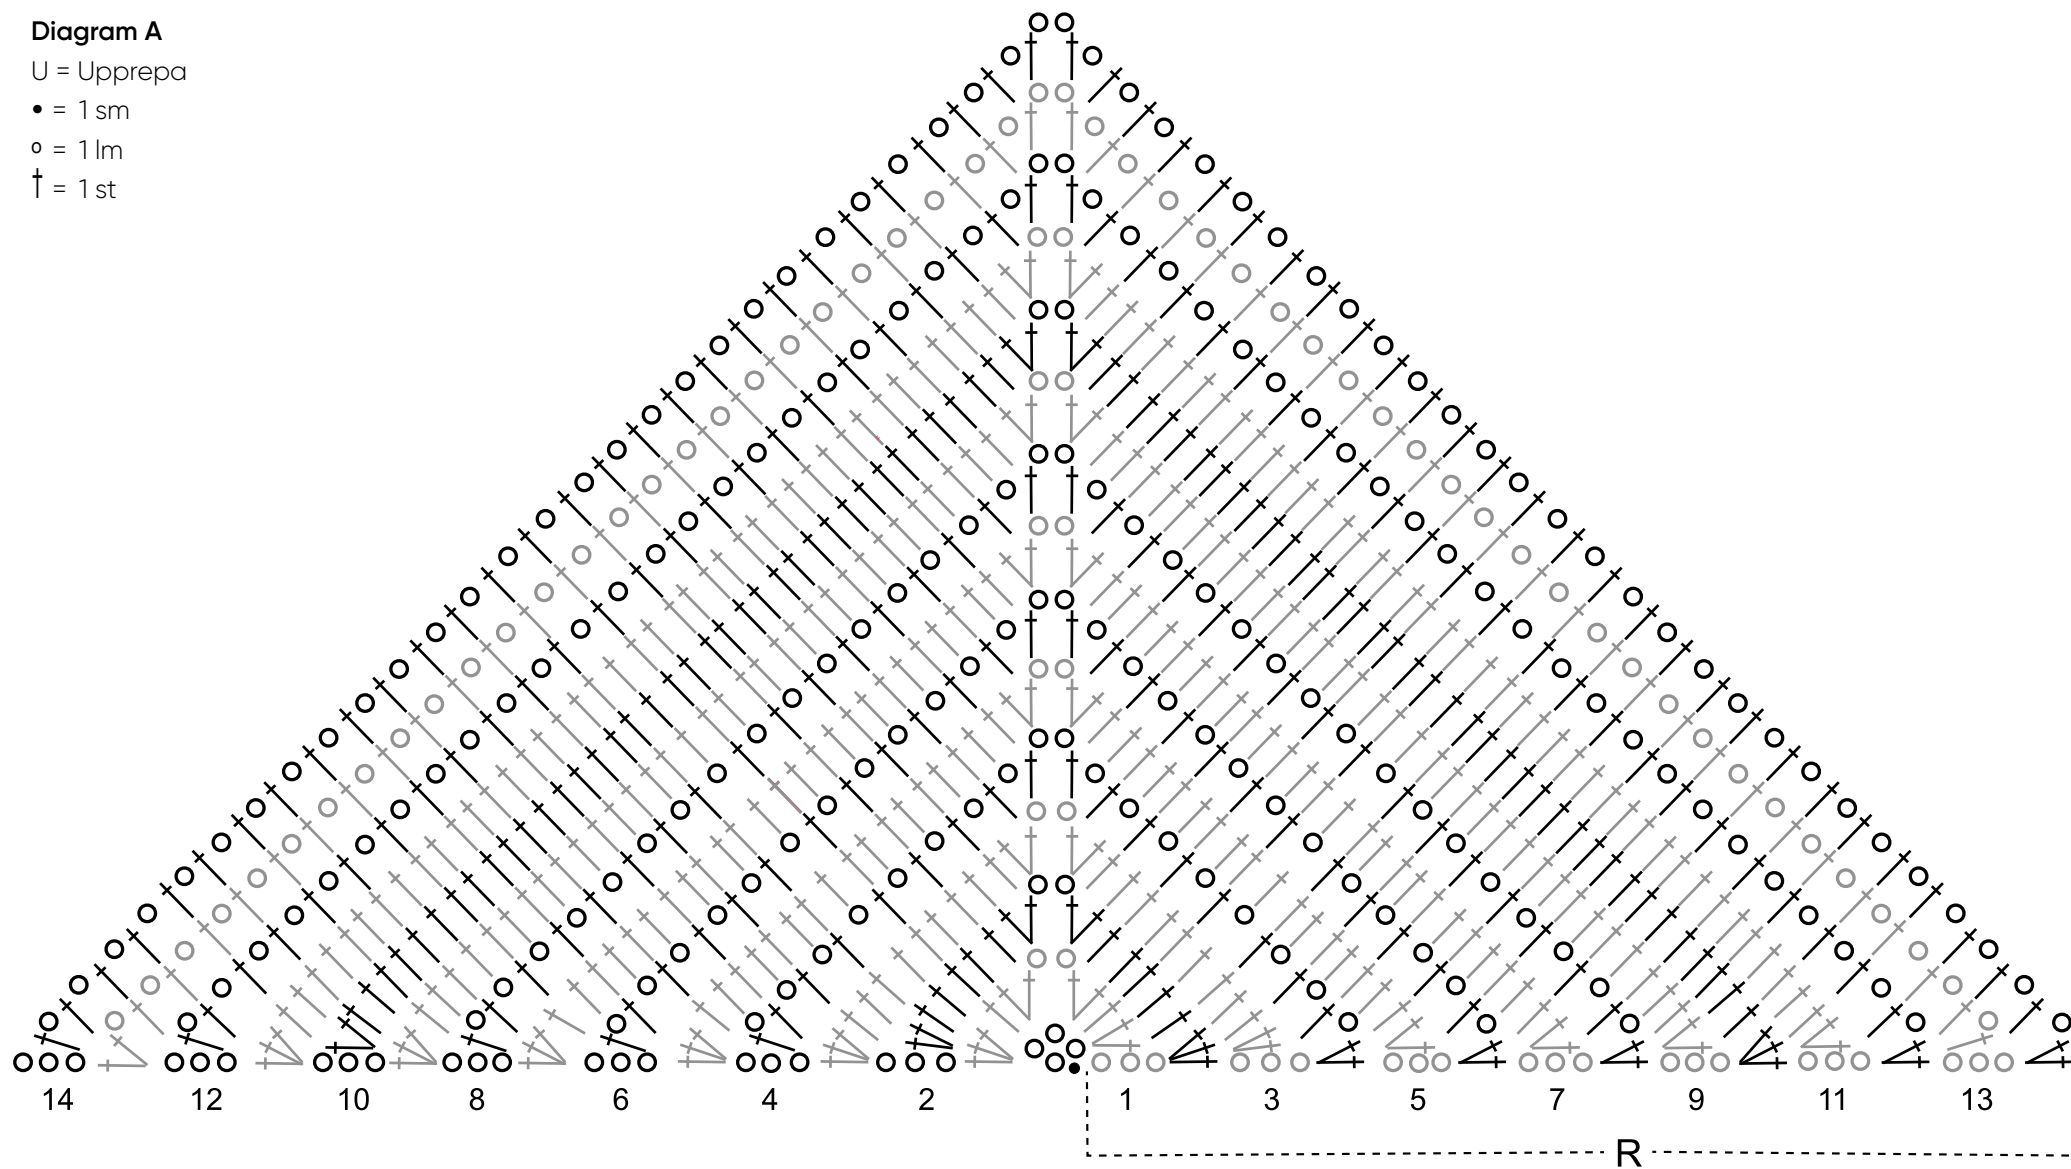 Diagram A
U = Upprepa
• = 1 sm
o = 1 lm
† = 1 st
14 12 10 8 6 4 2 1 3 5 7 9 11 13
R